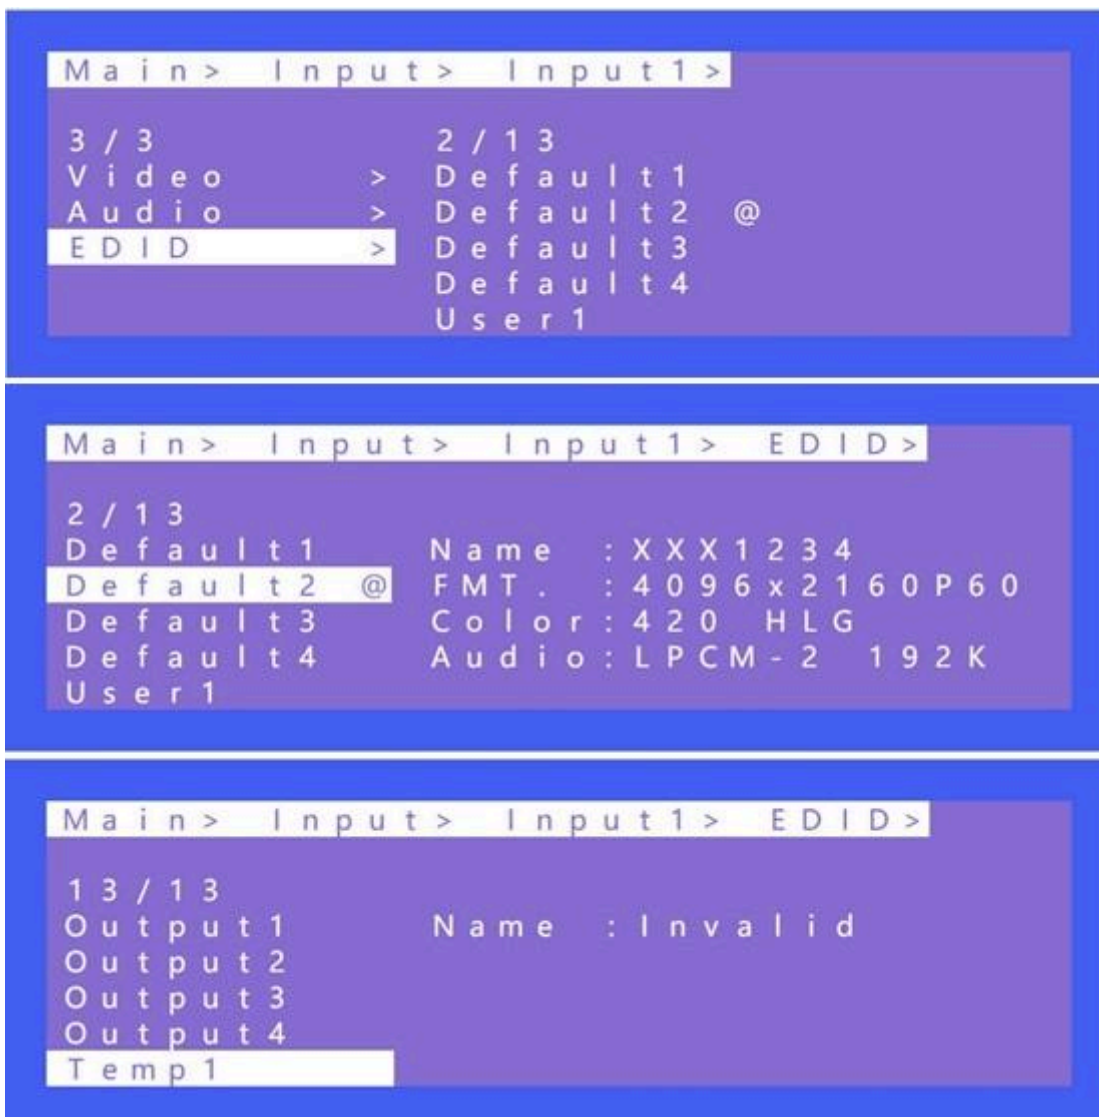 Main> Input> Input1>
3/3 2/13
Video > Default1
Audio > Default2 @
EDID > Default3
Default4
User1
Main> Input> Input1> EDID>
2/13
Default1 Name :XXX1234
Default2 @ FMT. :4096x2160P60
Default3 Color:420 HLG
Default4 Audio:LPCM-2 192K
User1
Main> Input> Input1> EDID>
13/13
Output1 Name :Invalid
Output2
Output3
Output4
Temp1